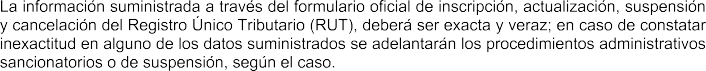 La información suministrada a través del formulario oficial de inscripción, actualización, suspensión
y cancelación del Registro Único Tributario (RUT), deberá ser exacta y veraz; en caso de constatar
inexactitud en alguno de los datos suministrados se adelantarán los procedimientos administrativos
sancionatorios o de suspensión, según el caso.